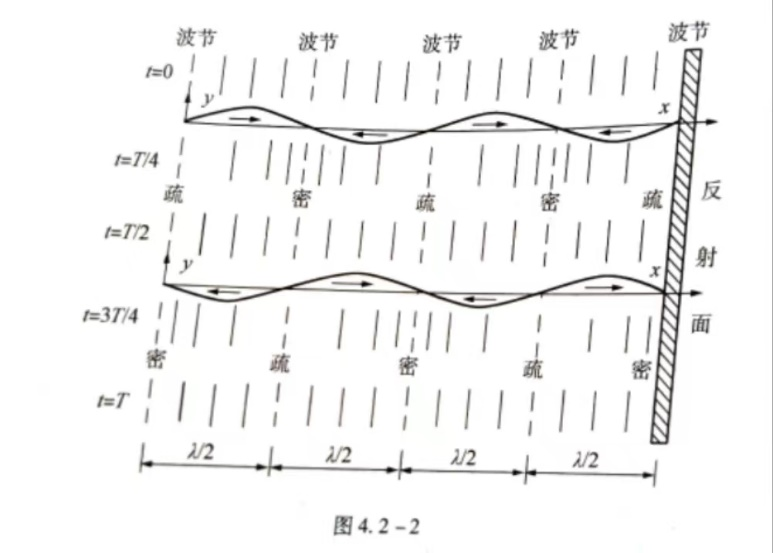 波节 波节 波节 波节 波节
t=0
y x
t=T/4
疏 密 疏 密 疏 反
t=T/2
y x 射
t=3T/4 面
密 疏 密 疏 密
t=T
λ/2 λ/2 λ/2 λ/2
图 4.2-2